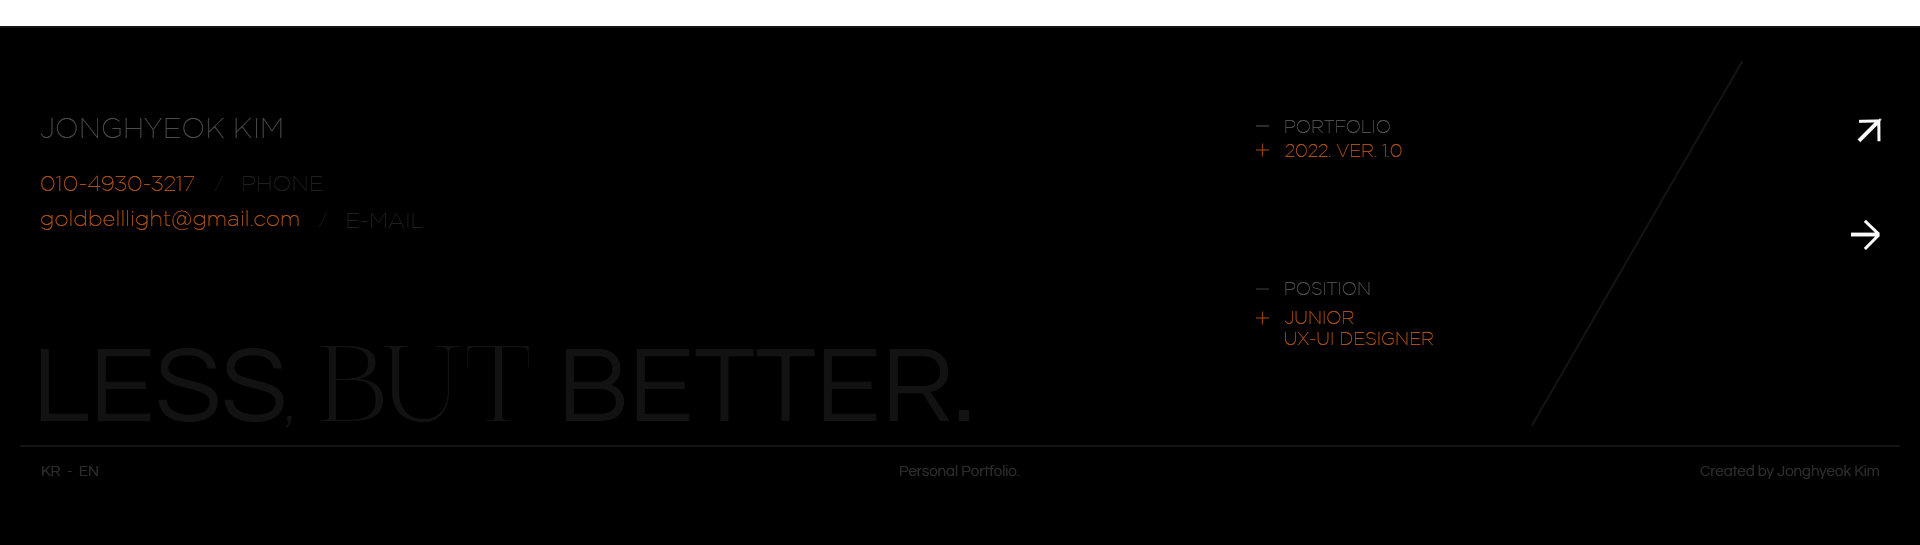 JONGHYEOK KIM
010-4930-3217 / PHONE
goldbelllight@gmail.com / E-MAIL
LESS, BUT BETTER.
— PORTFOLIO
+ 2022. VER. 1.0
— POSITION
+ JUNIOR
UX-UI DESIGNER
KR - EN
Personal Portfolio.
Created by Jonghyeok Kim